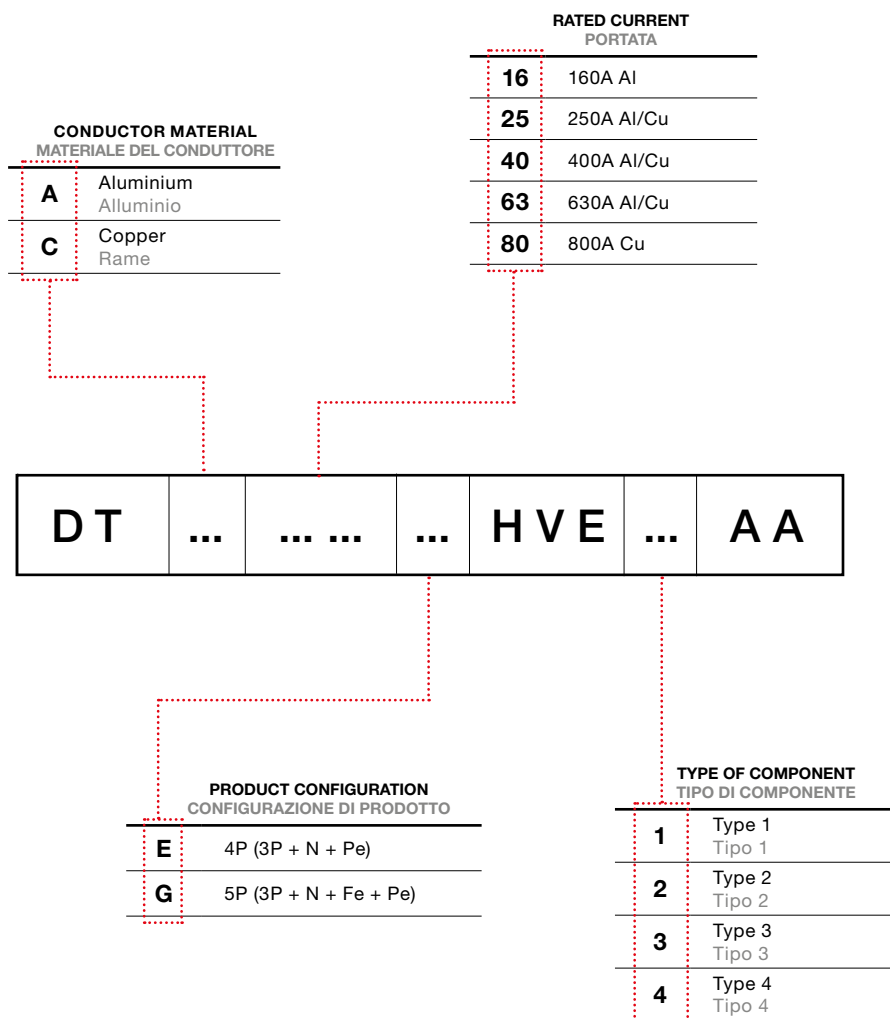 RATED CURRENT
PORTATA
16 160A Al
25 250A Al/Cu
40 400A Al/Cu
63 630A Al/Cu
80 800A Cu
CONDUCTOR MATERIAL
MATERIALE DEL CONDUTTORE
A Aluminium
Alluminio
C Copper
Rame
D T ... ... ... ... H V E ... A A
PRODUCT CONFIGURATION
CONFIGURAZIONE DI PRODOTTO
E 4P (3P + N + Pe)
G 5P (3P + N + Fe + Pe)
TYPE OF COMPONENT
TIPO DI COMPONENTE
1 Type 1
Tipo 1
2 Type 2
Tipo 2
3 Type 3
Tipo 3
4 Type 4
Tipo 4